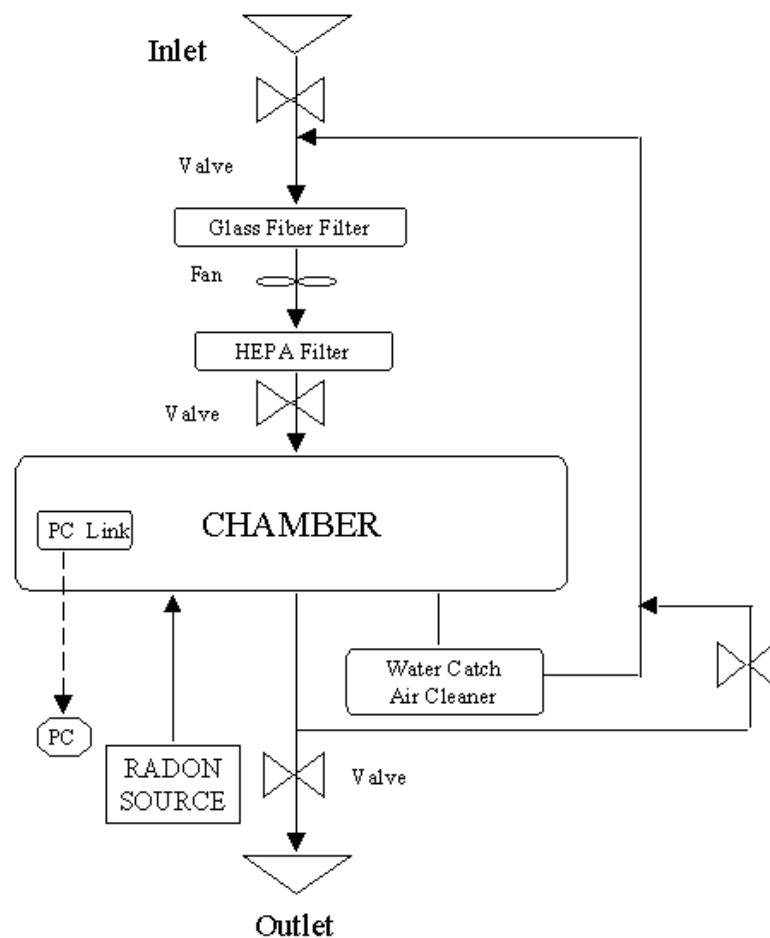 Inlet
Valve
Glass Fiber Filter
Fan
HEPA Filter
Valve
CHAMBER
PC Link
Water Catch
Air Cleaner
PC
RADON
SOURCE
Valve
Outlet